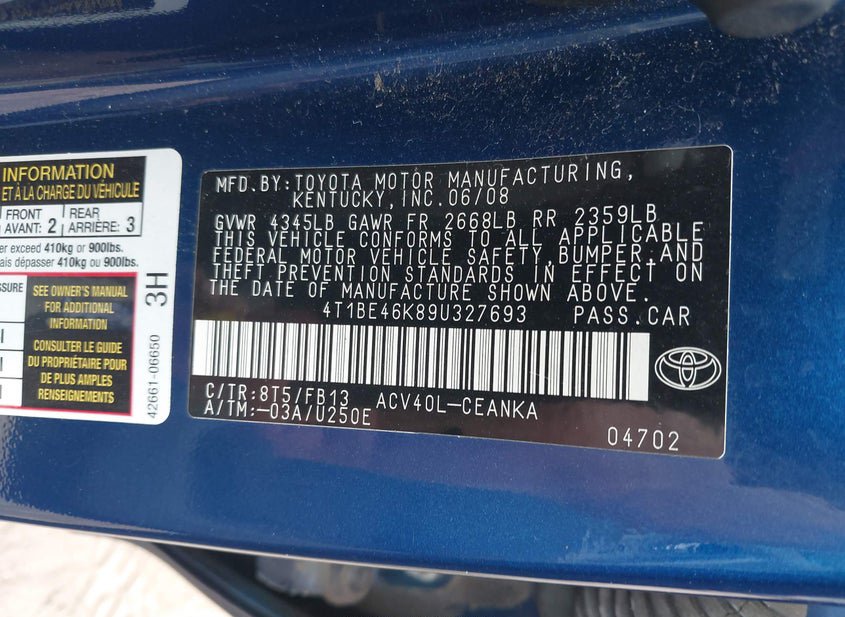 INFORMATION
ET À LA CHARGE DU VÉHICULE
FRONT
AVANT: 2
REAR
ARRIÈRE: 3
exceed 410kg or 900lbs.
dépasser 410kg or 900lbs.
SEE OWNER'S MANUAL
FOR ADDITIONAL
INFORMATION
CONSULTER LE GUIDE
DU PROPRIÉTAIRE POUR
DE PLUS AMPLES
RENSEIGNEMENTS
3H
42661-06650
MFD.BY:TOYOTA MOTOR MANUFACTURING,
KENTUCKY,INC.06/08
GVWR 4345LB GAWR FR 2668LB RR 2359LB
THIS VEHICLE CONFORMS TO ALL APPLICABLE
FEDERAL MOTOR VEHICLE SAFETY,BUMPER,AND
THEFT PREVENTION STANDARDS IN EFFECT ON
THE DATE OF MANUFACTURE SHOWN ABOVE.
4T1BE46K89U327693 PASS.CAR
C/TR:8T5/FB13 ACV40L-CEANKA
A/TM:-03A/U250E
04702